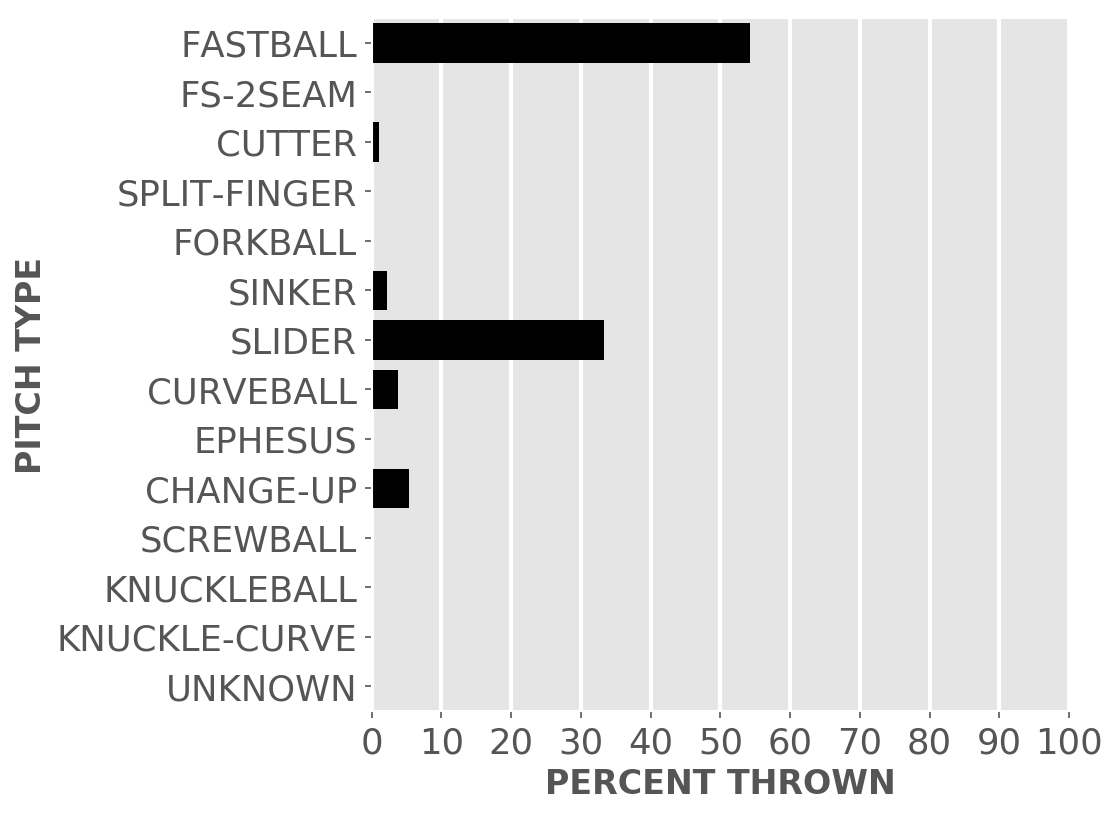 FASTBALL
FS-2SEAM
CUTTER
SPLIT-FINGER
FORKBALL
SINKER
SLIDER
CURVEBALL
EPHESUS
CHANGE-UP
SCREWBALL
KNUCKLEBALL
KNUCKLE-CURVE
UNKNOWN
PITCH TYPE
0 10 20 30 40 50 60 70 80 90 100
PERCENT THROWN